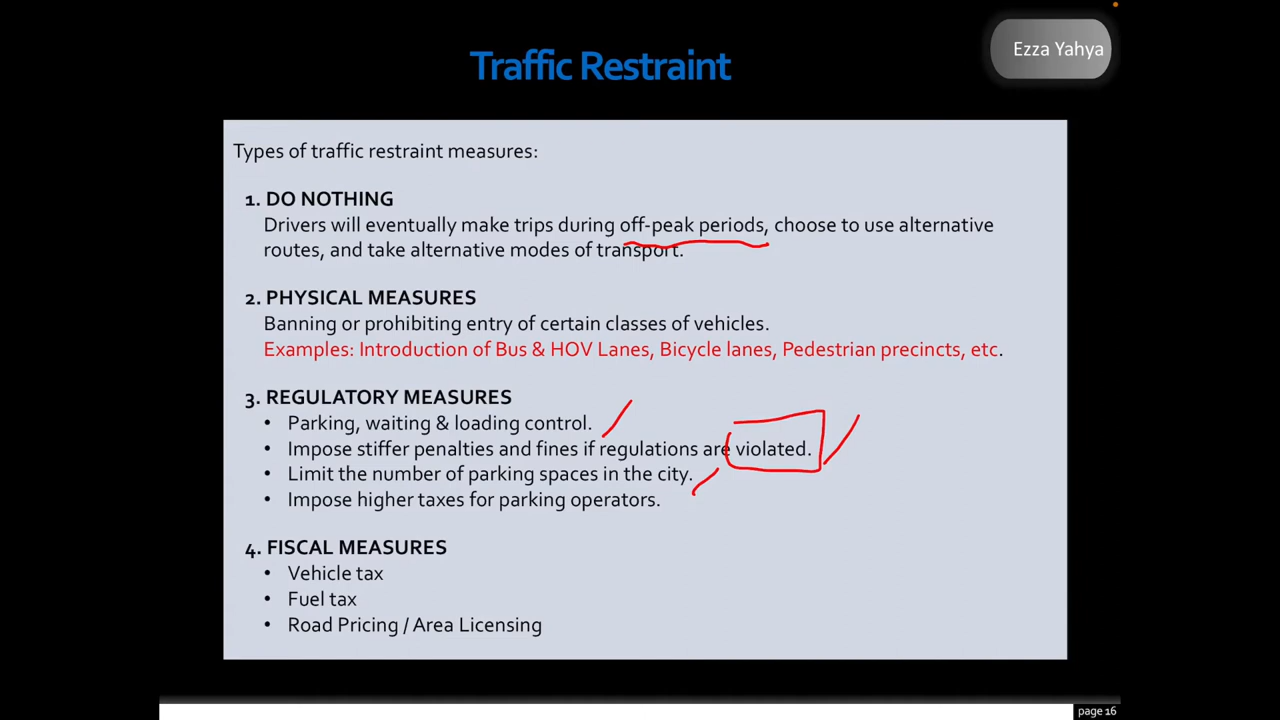 Ezza Yahya
Traffic Restraint
Types of traffic restraint measures:
1. DO NOTHING
Drivers will eventually make trips during off-peak periods, choose to use alternative
routes, and take alternative modes of transport.
2. PHYSICAL MEASURES
Banning or prohibiting entry of certain classes of vehicles.
Examples: Introduction of Bus & HOV Lanes, Bicycle lanes, Pedestrian precincts, etc.
3. REGULATORY MEASURES
• Parking, waiting & loading control.
• Impose stiffer penalties and fines if regulations are violated.
• Limit the number of parking spaces in the city.
• Impose higher taxes for parking operators.
4. FISCAL MEASURES
• Vehicle tax
• Fuel tax
• Road Pricing / Area Licensing
page 16